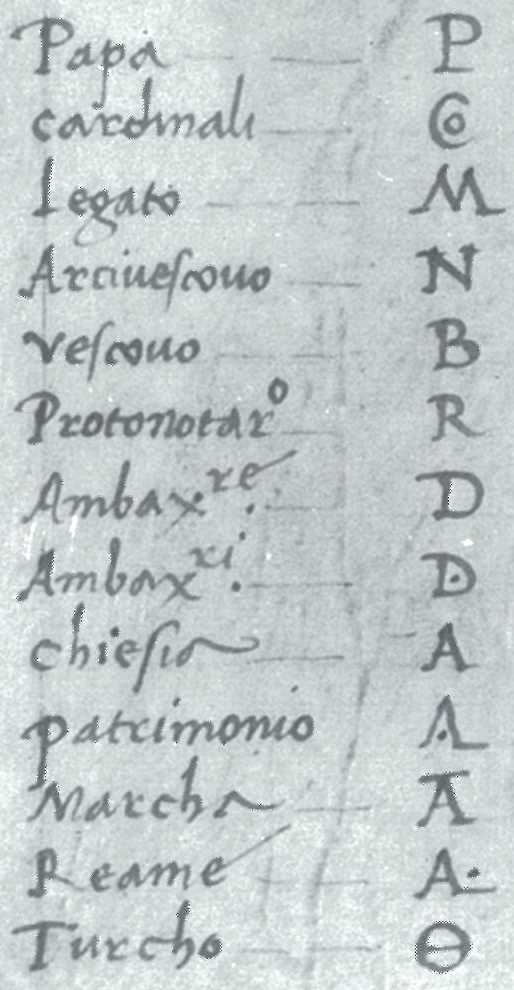 Papa P
cardinali
Legato M
Arciuescouo N
vescouo B
Protonotar° R
Ambax.re D
Ambax.ri D
chiesia A
patrimonio
Marcha Ā
Reame A.
Turcho Θ